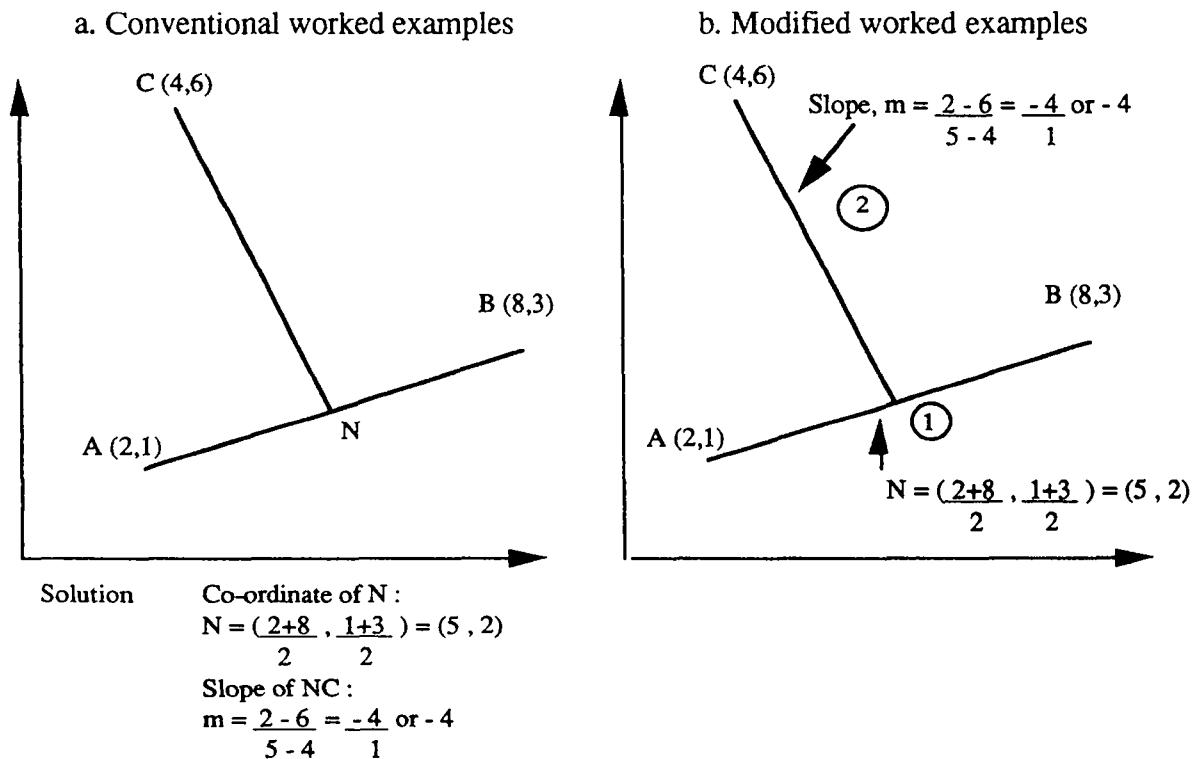 a. Conventional worked examples
C (4,6)
B (8,3)
A (2,1)
N
Solution
Co-ordinate of N :
N = ( 2+8 , 1+3 ) = (5 , 2)
2 2
Slope of NC :
m = 2 - 6 = - 4 or - 4
5 - 4 1
b. Modified worked examples
C (4,6)
Slope, m = 2 - 6 = - 4 or - 4
5 - 4 1
2
B (8,3)
A (2,1)
1
N = ( 2+8 , 1+3 ) = (5 , 2)
2 2